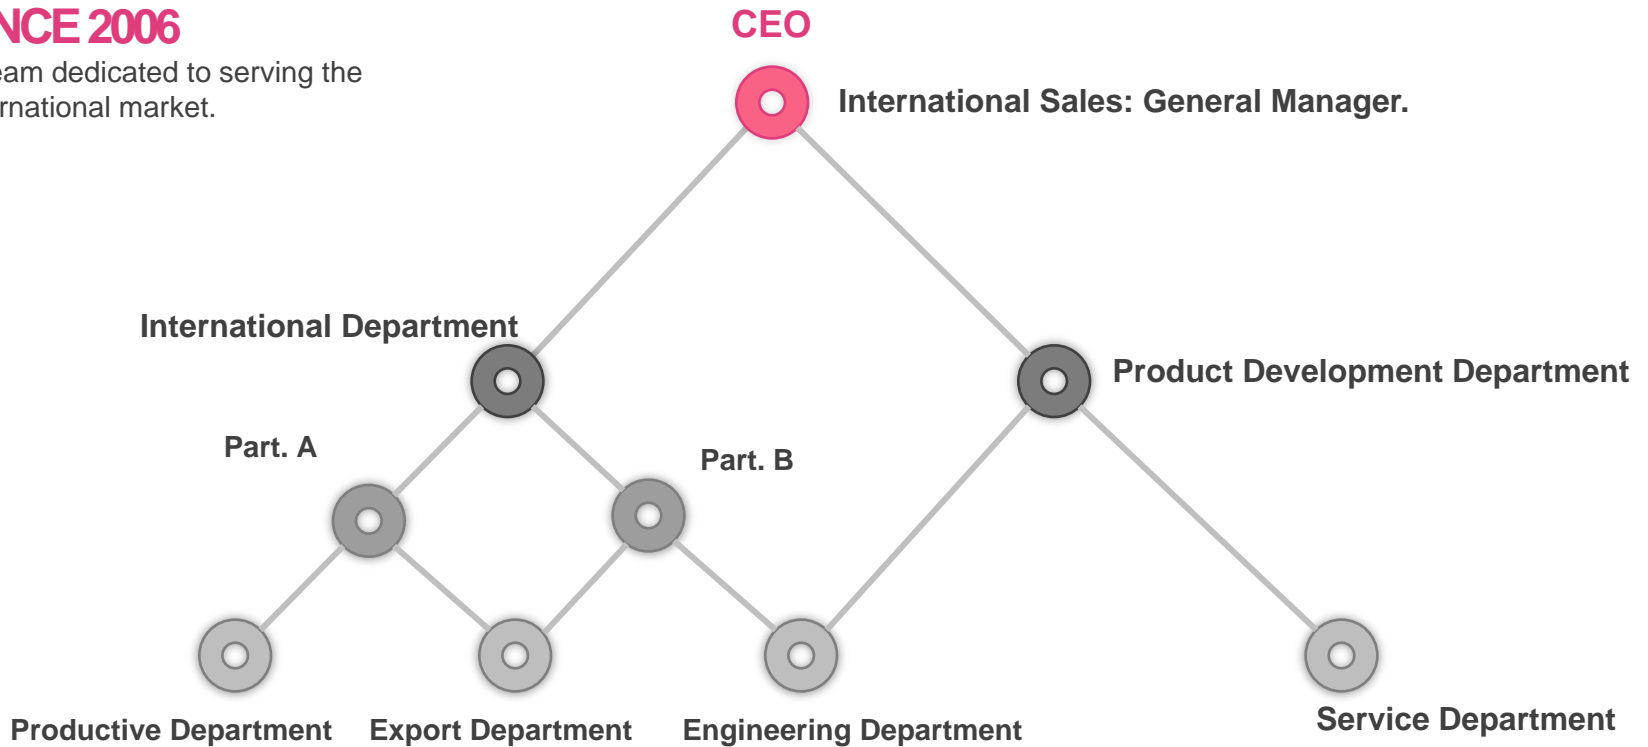 NCE 2006
eam dedicated to serving the
rnational market.
CEO
International Sales: General Manager.
International Department
Product Development Department
Part. A
Part. B
Productive Department
Export Department
Engineering Department
Service Department